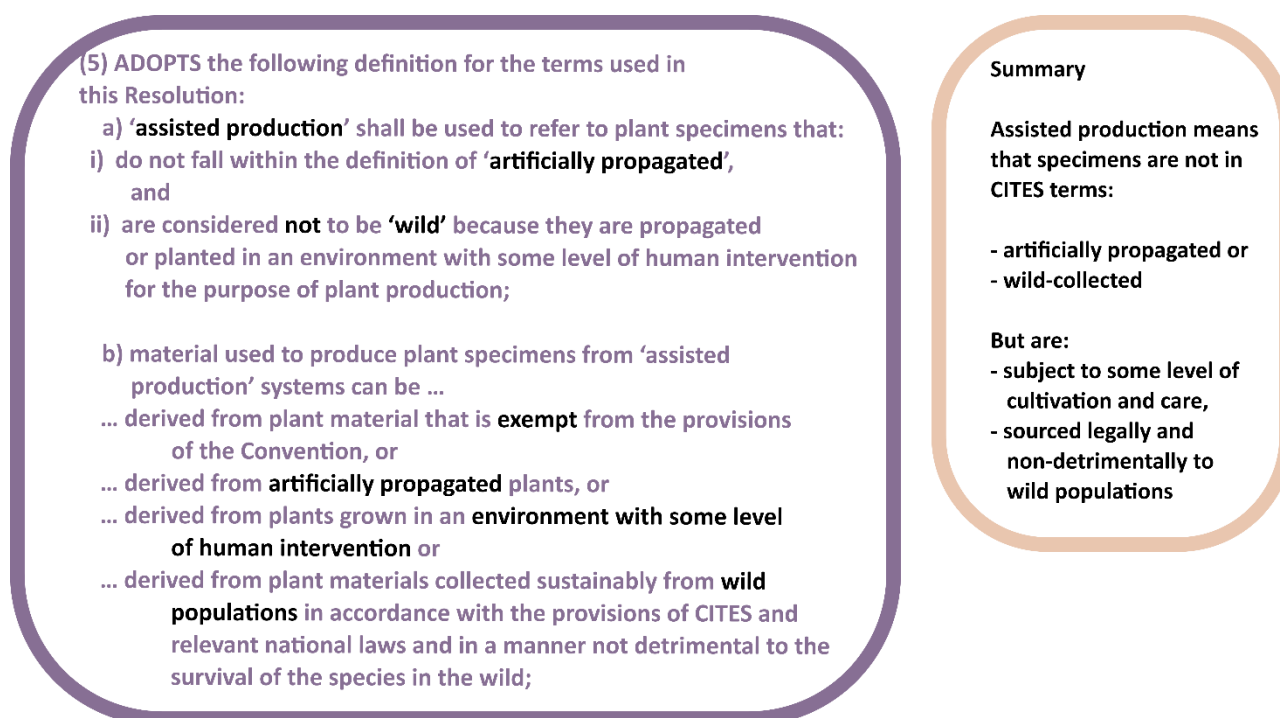 (5) ADOPTS the following definition for the terms used in
this Resolution:
a) ‘assisted production’ shall be used to refer to plant specimens that:
i) do not fall within the definition of ‘artificially propagated’,
and
ii) are considered not to be ‘wild’ because they are propagated
or planted in an environment with some level of human intervention
for the purpose of plant production;
b) material used to produce plant specimens from ‘assisted
production’ systems can be ...
... derived from plant material that is exempt from the provisions
of the Convention, or
... derived from artificially propagated plants, or
... derived from plants grown in an environment with some level
of human intervention or
... derived from plant materials collected sustainably from wild
populations in accordance with the provisions of CITES and
relevant national laws and in a manner not detrimental to the
survival of the species in the wild;
Summary
Assisted production means
that specimens are not in
CITES terms:
- artificially propagated or
- wild-collected
But are:
- subject to some level of
cultivation and care,
- sourced legally and
non-detrimentally to
wild populations